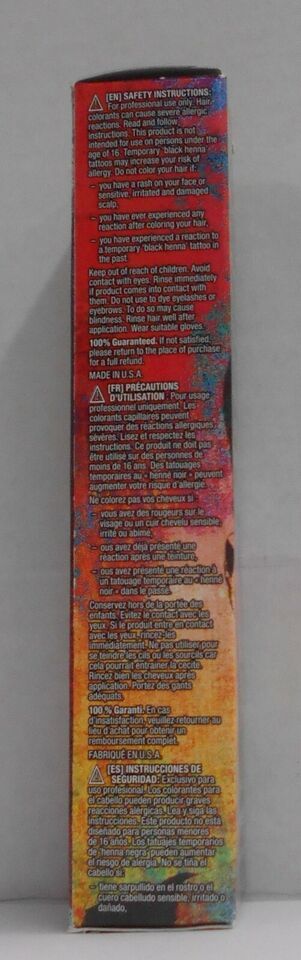 [EN] SAFETY INSTRUCTIONS:
For professional use only. Hair
colorants can cause severe allergic
reactions. Read and follow
instructions. This product is not
intended for use on persons under the
age of 16. Temporary 'black henna'
tattoos may increase your risk of
allergy. Do not color your hair if:
– you have a rash on your face or
sensitive, irritated and damaged
scalp,
– you have ever experienced any
reaction after coloring your hair,
– you have experienced a reaction to
a temporary 'black henna' tattoo in
the past
Keep out of reach of children. Avoid
contact with eyes. Rinse immediately
if product comes into contact with
them. Do not use to dye eyelashes or
eyebrows. To do so may cause
blindness. Rinse hair well after
application. Wear suitable gloves.
100% Guaranteed. If not satisfied,
please return to the place of purchase
for a full refund.
MADE IN U.S.A
[FR] PRÉCAUTIONS
D'UTILISATION : Pour usage
professionnel uniquement. Les
colorants capillaires peuvent
provoquer des réactions allergiques
sévères. Lisez et respectez les
instructions. Ce produit ne doit pas
être utilisé sur des personnes de
moins de 16 ans. Des tatouages
temporaires au « henné noir » peuvent
augmenter votre risque d'allergie.
Ne colorez pas vos cheveux si :
– vous avez des rougeurs sur le
visage ou un cuir chevelu sensible,
irrité ou abîmé,
– ous avez déjà présenté une
réaction après une teinture,
– ous avez présenté une réaction à
un tatouage temporaire au « henné
noir » dans le passé.
Conservez hors de la portée des
enfants. Evitez le contact avec les
yeux. Si le produit entre en contact
avec les yeux, rincez-les
immédiatement. Ne pas utiliser pour
se teindre les cils ou les sourcils car
cela pourrait entraîner la cécité.
Rincez bien les cheveux après
application. Portez des gants
adéquats.
100 % Garanti. En cas
d'insatisfaction, veuillez retourner au
lieu d'achat pour obtenir un
remboursement complet.
FABRIQUÉ EN U.S.A.
[ES] INSTRUCCIONES DE
SEGURIDAD: Exclusivo para
uso profesional. Los colorantes para
el cabello pueden producir graves
reacciones alérgicas. Lea y siga las
instrucciones. Este producto no está
diseñado para personas menores
de 16 años. Los tatuajes temporarios
de 'henna negra' pueden aumentar
el riesgo de alergia. No se tiña el
cabello si:
– tiene sarpullido en el rostro o el
cuero cabelludo sensible, irritado o
dañado,